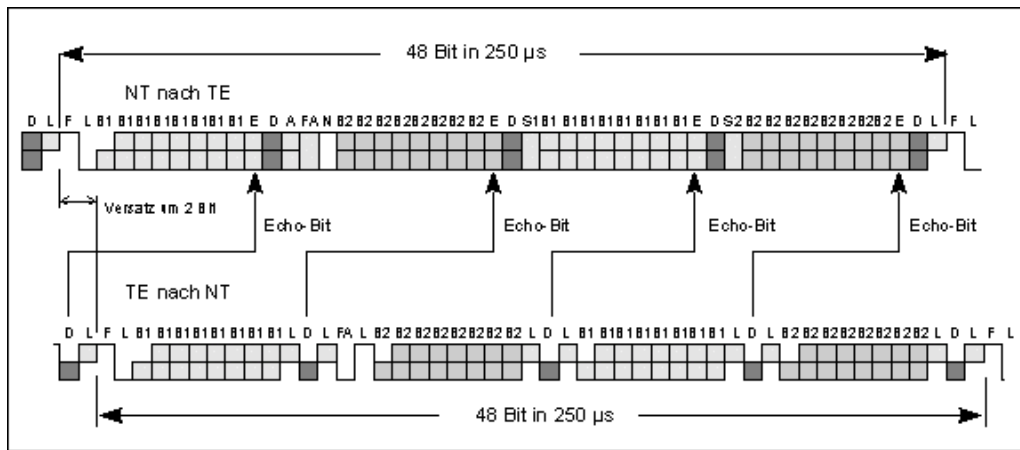 48 Bit in 250 µs
NT nach TE
D L F L B1 B1 B1 B1 B1 B1 B1 B1 E D A FA N B2 B2 B2 B2 B2 B2 B2 B2 E D S1 B1 B1 B1 B1 B1 B1 B1 B1 E D S2 B2 B2 B2 B2 B2 B2 B2 B2 E D L F L
Versatz um 2 Bit
Echo-Bit Echo-Bit Echo-Bit Echo-Bit
TE nach NT
D L F L B1 B1 B1 B1 B1 B1 B1 B1 L D L FA L B2 B2 B2 B2 B2 B2 B2 B2 L D L B1 B1 B1 B1 B1 B1 B1 B1 L D L B2 B2 B2 B2 B2 B2 B2 B2 L D L F L
48 Bit in 250 µs